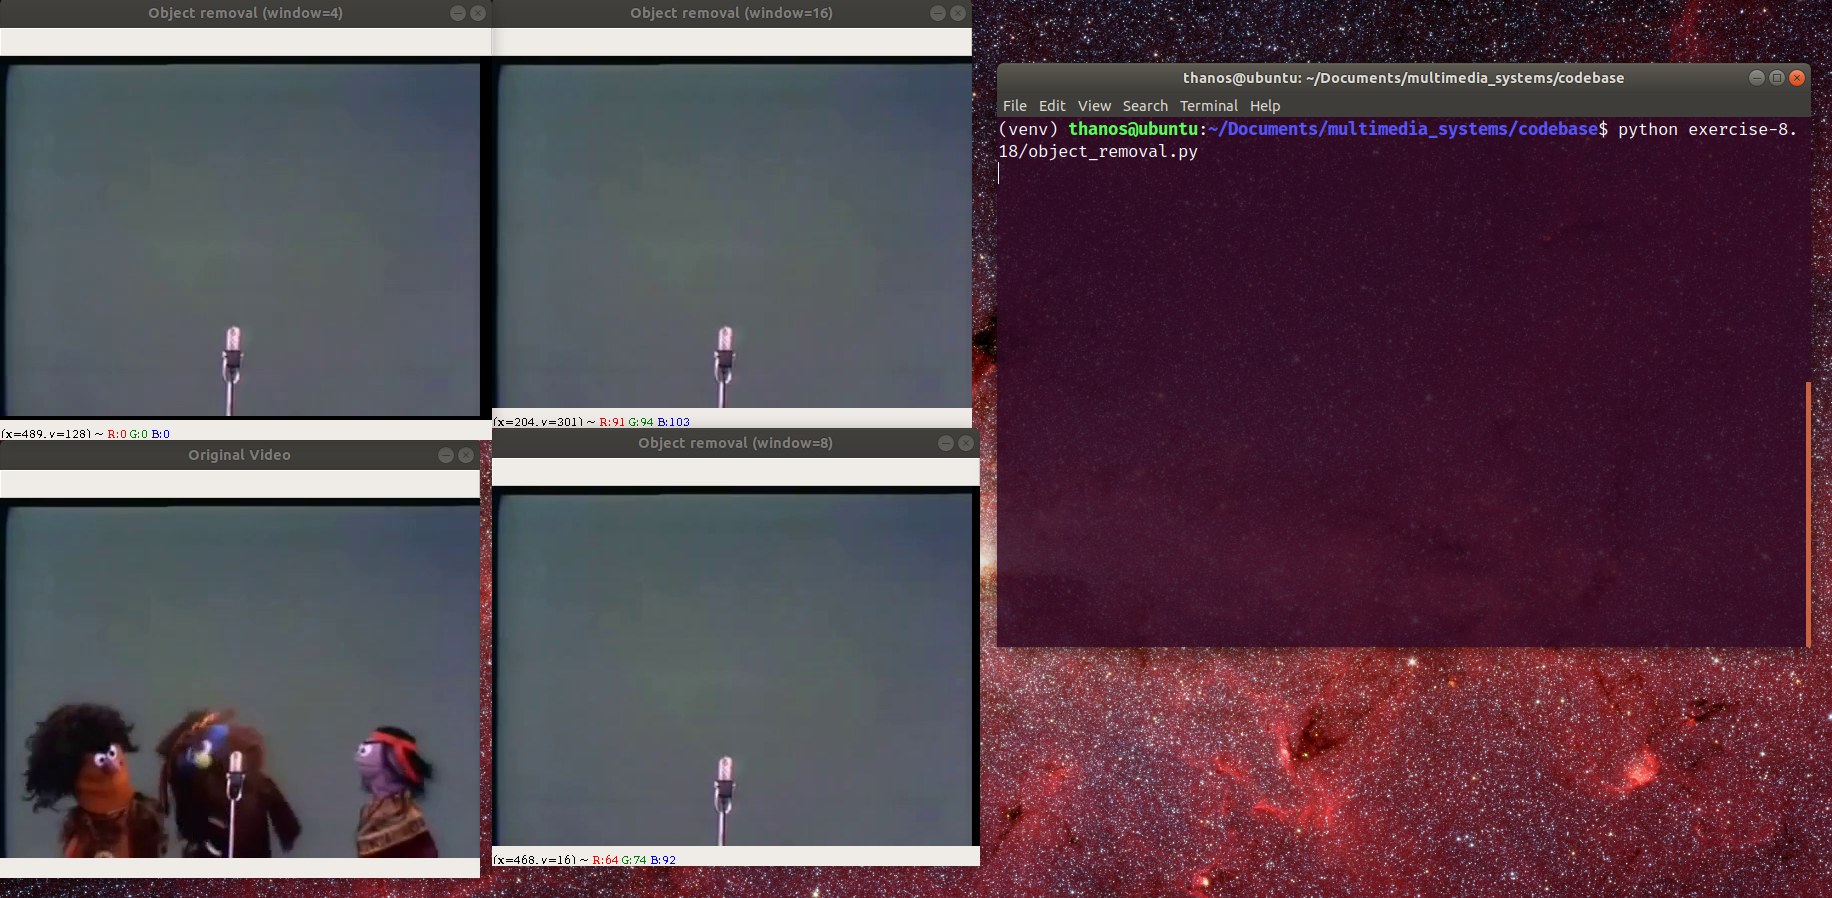 Object removal (window=4)
(x=489, y=128) ~ R:0 G:0 B:0
Object removal (window=16)
(x=204, y=301) ~ R:91 G:94 B:103
Original Video
Object removal (window=8)
(x=468, y=16) ~ R:64 G:74 B:92
thanos@ubuntu: ~/Documents/multimedia_systems/codebase
File Edit View Search Terminal Help
(venv) thanos@ubuntu:~/Documents/multimedia_systems/codebase$ python exercise-8.
18/object_removal.py